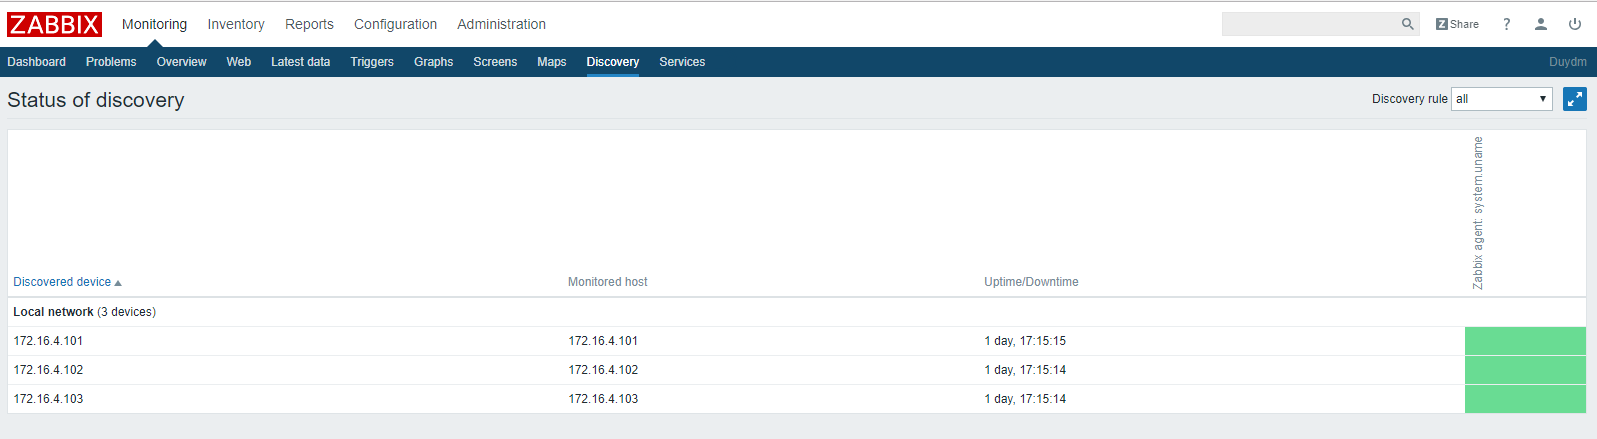 ZABBIX Monitoring Inventory Reports Configuration Administration Z Share ?
Dashboard Problems Overview Web Latest data Triggers Graphs Screens Maps Discovery Services Duydm
Status of discovery Discovery rule all
Zabbix agent: system.uname
Discovered device Monitored host Uptime/Downtime
Local network (3 devices)
172.16.4.101 172.16.4.101 1 day, 17:15:15
172.16.4.102 172.16.4.102 1 day, 17:15:14
172.16.4.103 172.16.4.103 1 day, 17:15:14